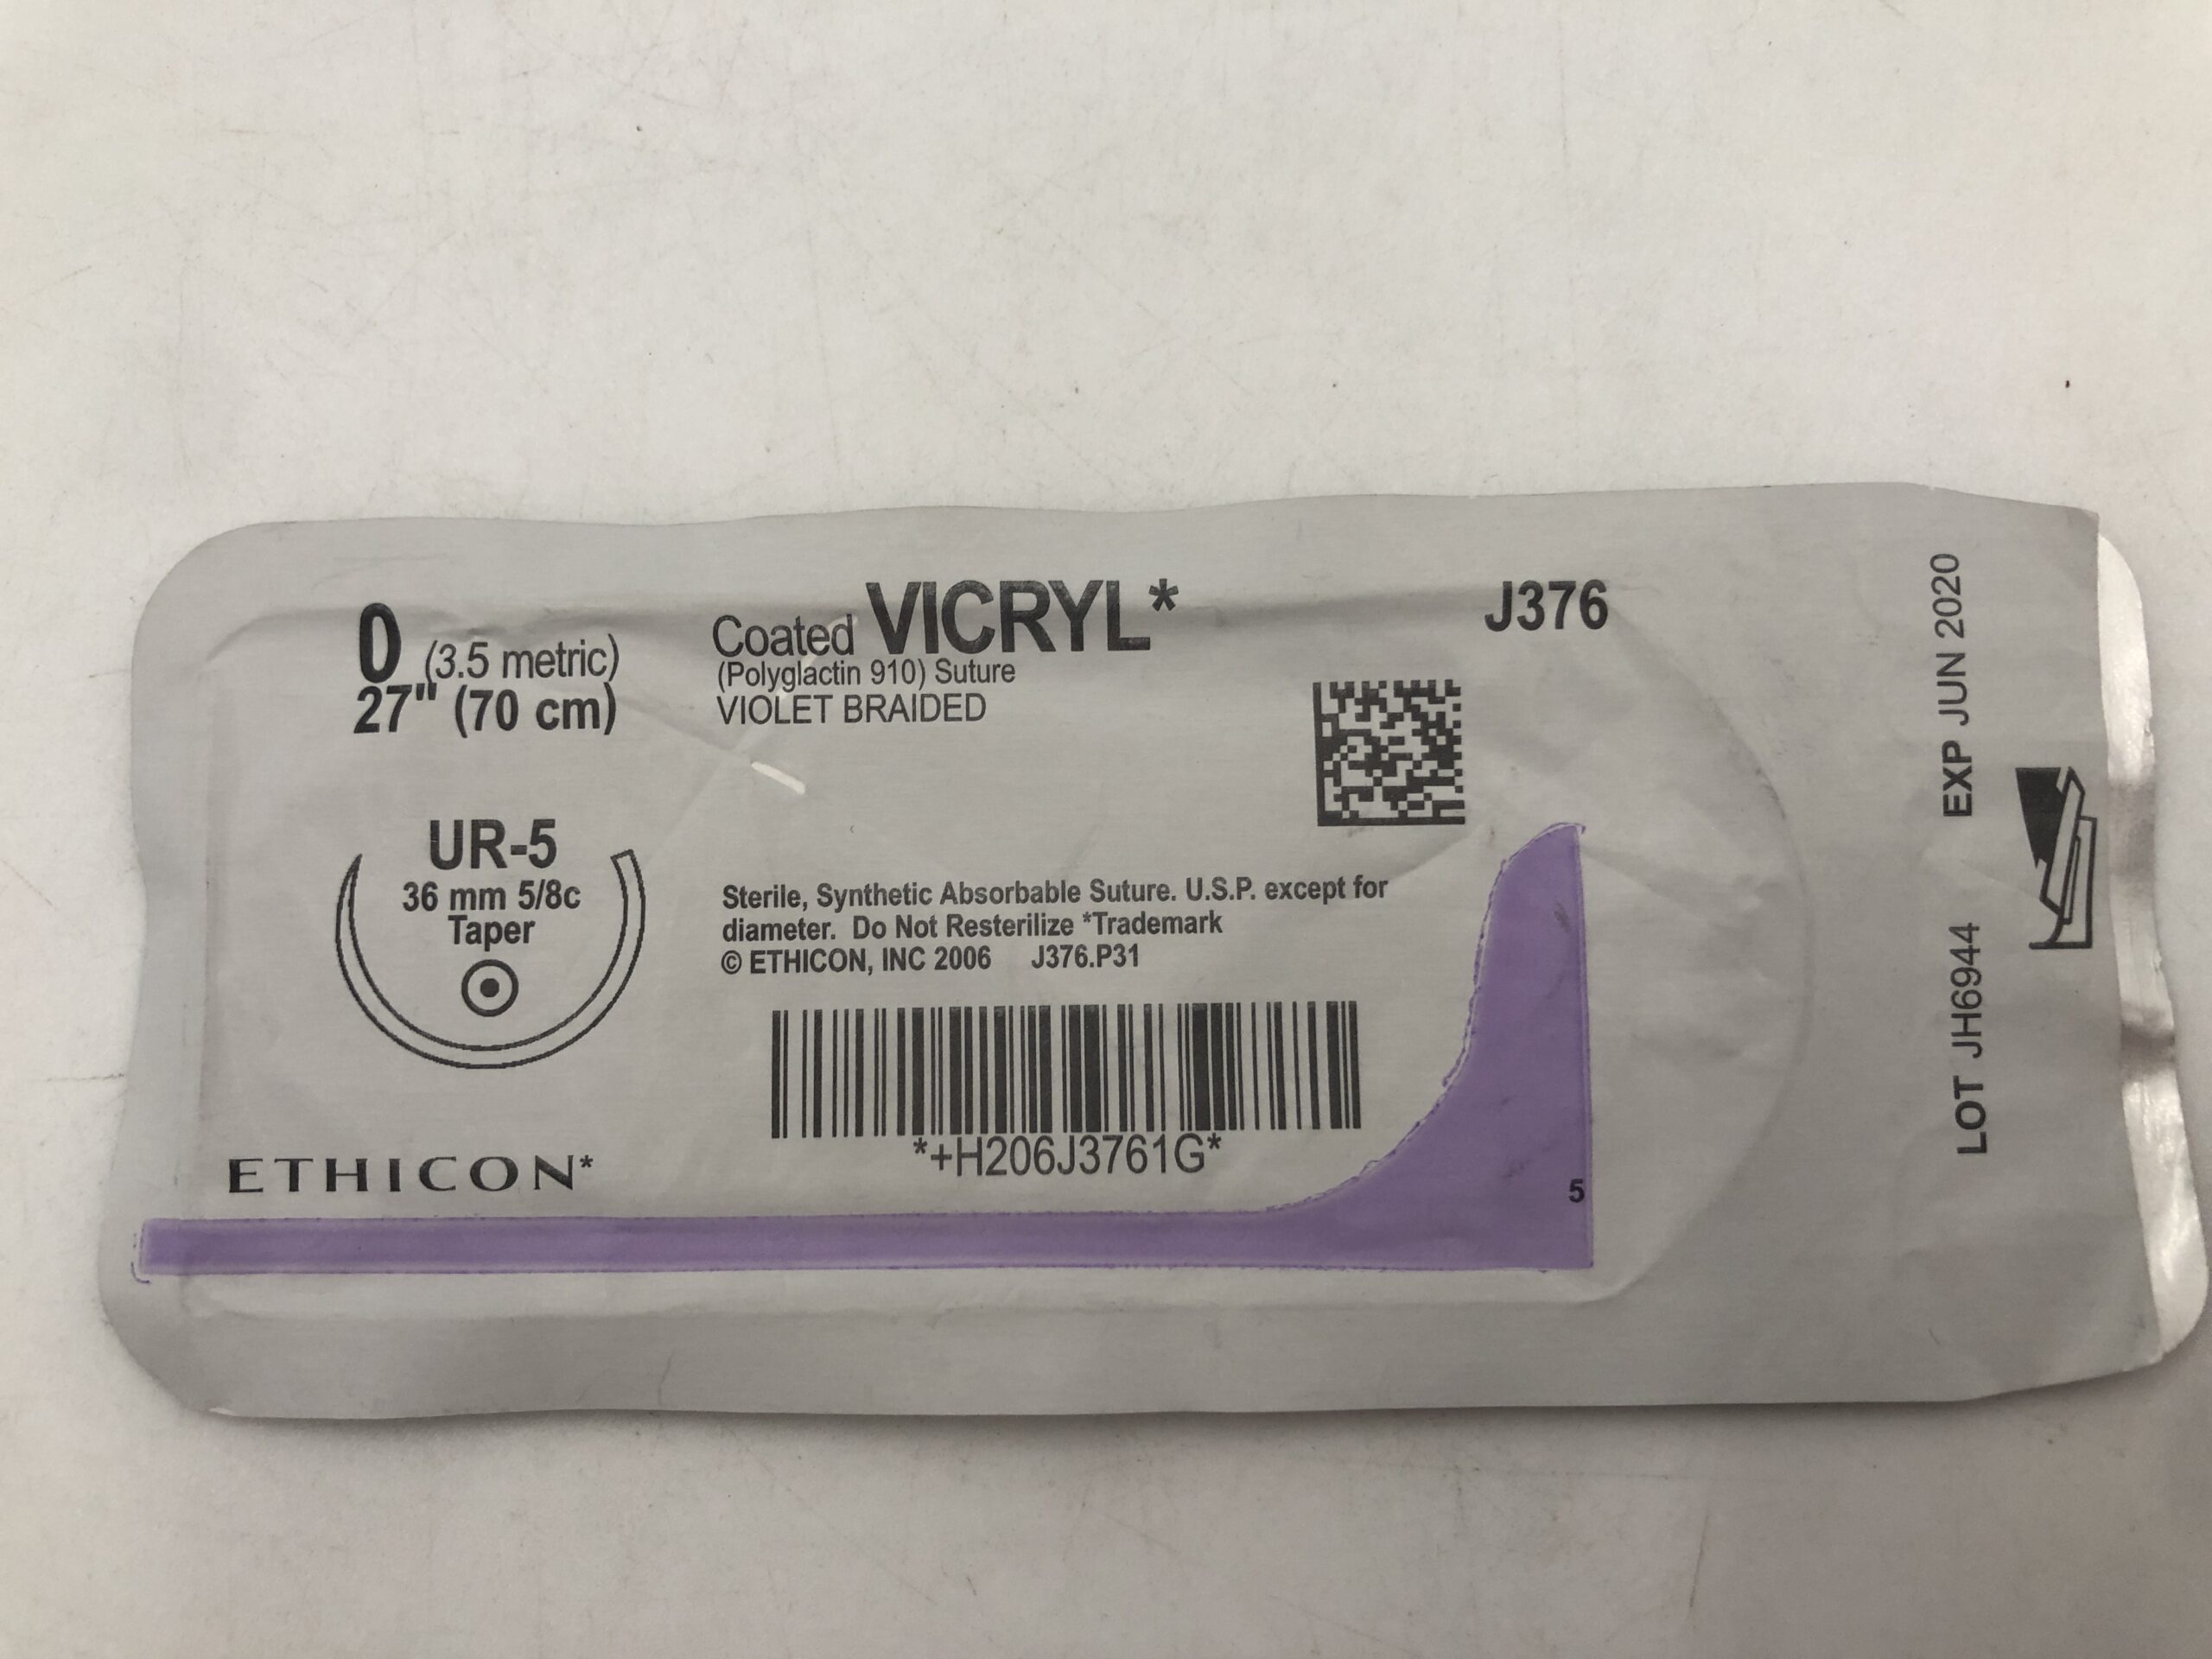 0 (3.5 metric)
27" (70 cm)
Coated VICRYL*
(Polyglactin 910) Suture
VIOLET BRAIDED
J376
UR-5
36 mm 5/8c
Taper
Sterile, Synthetic Absorbable Suture. U.S.P. except for
diameter. Do Not Resterilize *Trademark
© ETHICON, INC 2006 J376.P31
*+H206J3761G*
ETHICON*
5
LOT JH6944 EXP JUN 2020